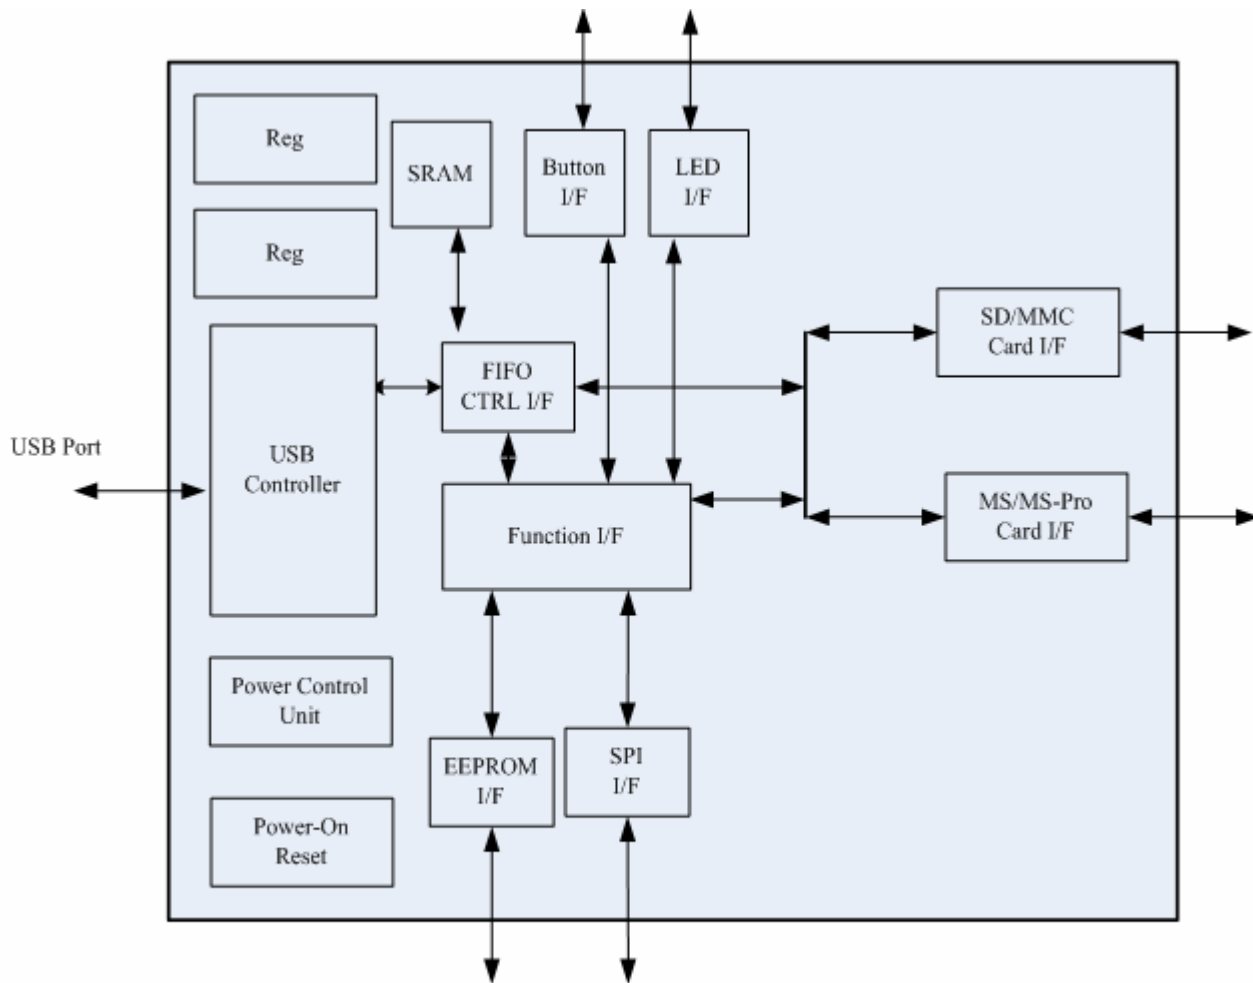 Reg
SRAM
Button
I/F
LED
I/F
Reg
SD/MMC
Card I/F
FIFO
CTRL I/F
USB Port
USB
Controller
MS/MS-Pro
Card I/F
Function I/F
Power Control
Unit
EEPROM
I/F
SPI
I/F
Power-On
Reset